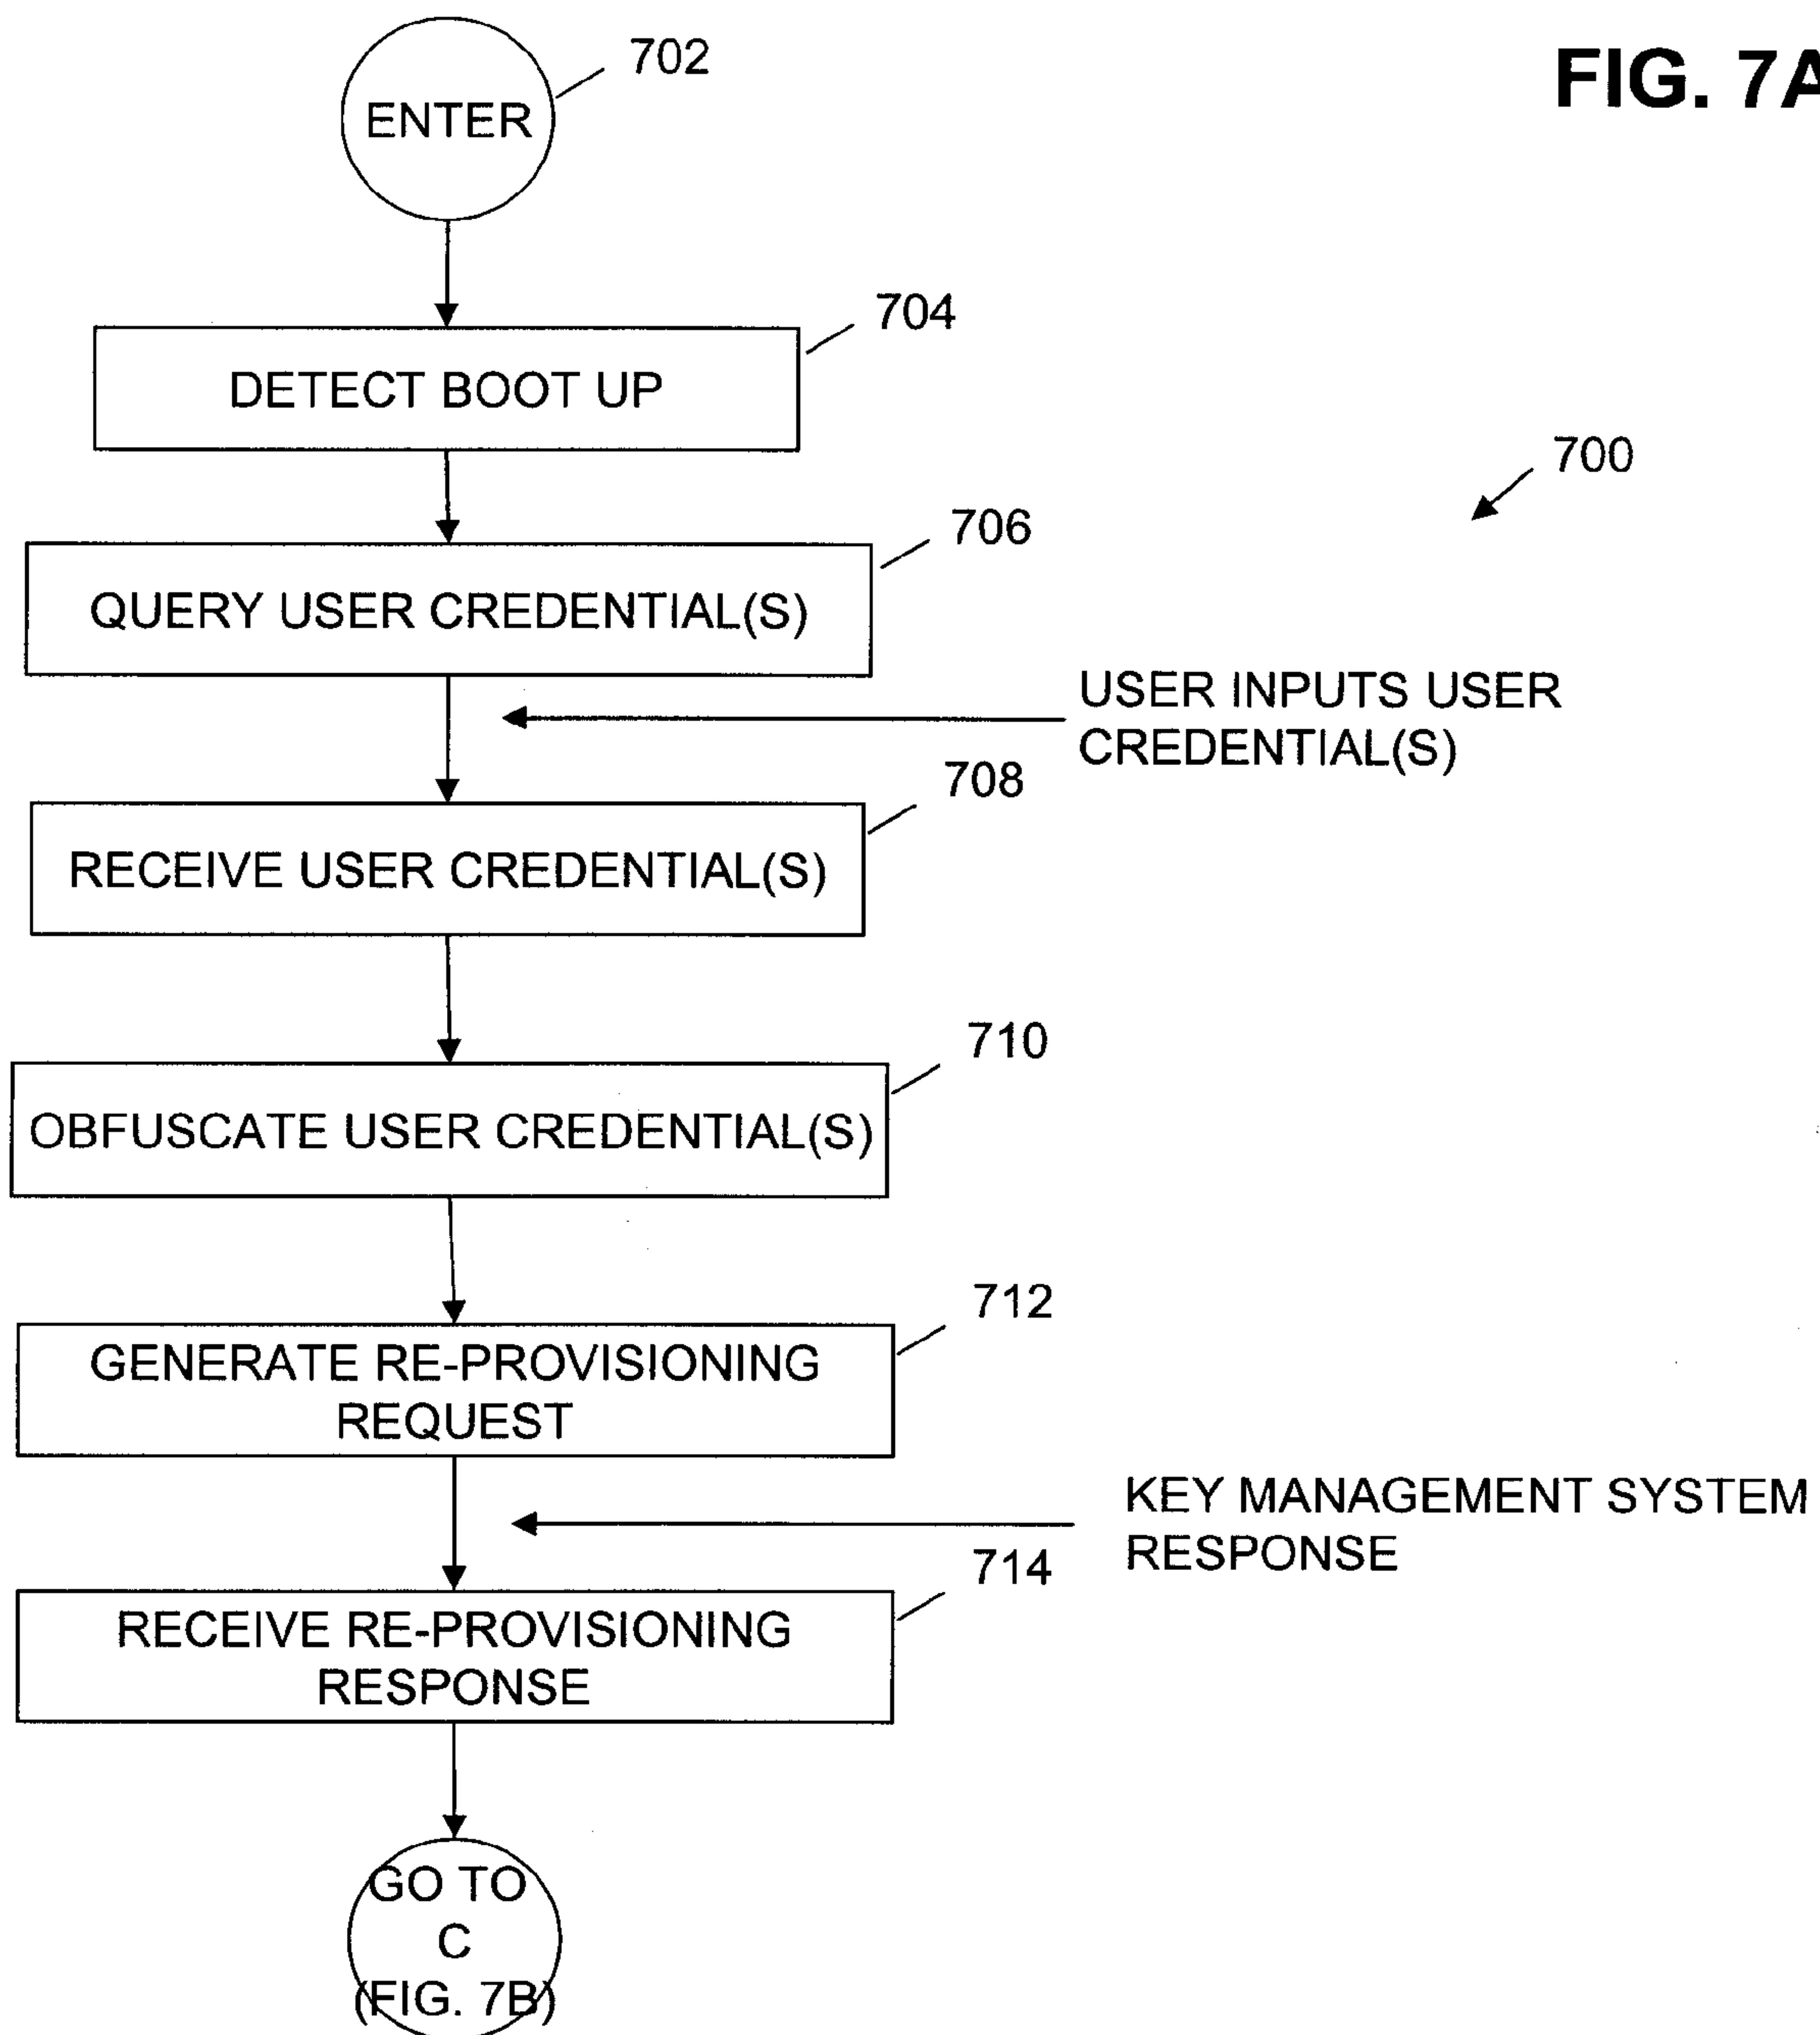 FIG. 7A
702
ENTER
704
DETECT BOOT UP
700
706
QUERY USER CREDENTIAL(S)
USER INPUTS USER
CREDENTIAL(S)
708
RECEIVE USER CREDENTIAL(S)
710
OBFUSCATE USER CREDENTIAL(S)
712
GENERATE RE-PROVISIONING
REQUEST
KEY MANAGEMENT SYSTEM
RESPONSE
714
RECEIVE RE-PROVISIONING
RESPONSE
GO TO
C
(FIG. 7B)